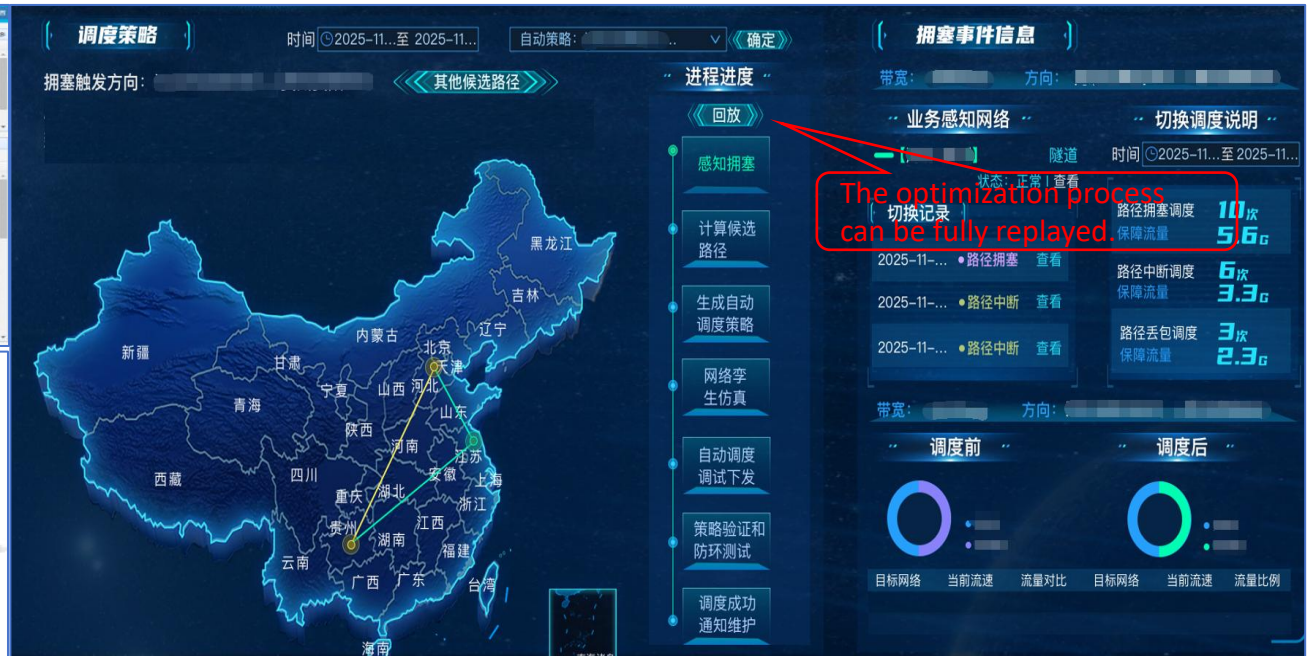 调度策略
时间 2025-11...至 2025-11...
自动策略:
..
确定
拥塞触发方向:
其他候选路径
黑龙江
吉林
辽宁
内蒙古
北京
天津
新疆
甘肃
宁夏
山西
河北
青海
山东
陕西
河南
江苏
西藏
四川
安徽
上海
重庆
湖北
浙江
贵州
湖南
江西
福建
云南
广西
广东
台湾
海南
进程进度
回放
感知拥塞
计算候选
路径
生成自动
调度策略
网络孪
生仿真
自动调度
调试下发
策略验证和
防环测试
调度成功
通知维护
The optimization process
can be fully replayed.
拥塞事件信息
带宽:
方向:
业务感知网络
【 】 隧道
状态: 正常 | 查看
切换记录
2025-11-... 路径拥塞 查看
2025-11-... 路径中断 查看
2025-11-... 路径中断 查看
切换调度说明
时间 2025-11...至 2025-11...
路径拥塞调度 10次
保障流量 5.6G
路径中断调度 6次
保障流量 3.3G
路径丢包调度 3次
保障流量 2.3G
带宽:
方向:
调度前
目标网络 当前流速 流量对比
调度后
目标网络 当前流速 流量比例